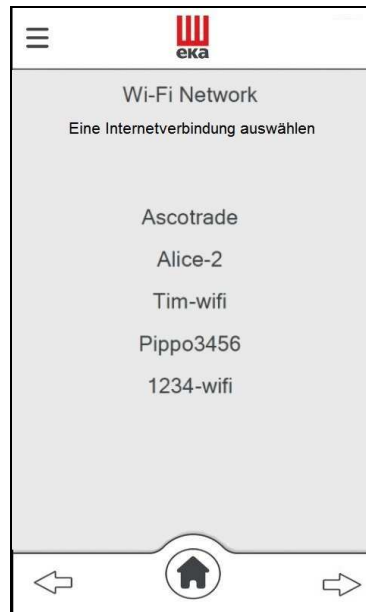 eka
Wi-Fi Network
Eine Internetverbindung auswählen
Ascotrade
Alice-2
Tim-wifi
Pippo3456
1234-wifi